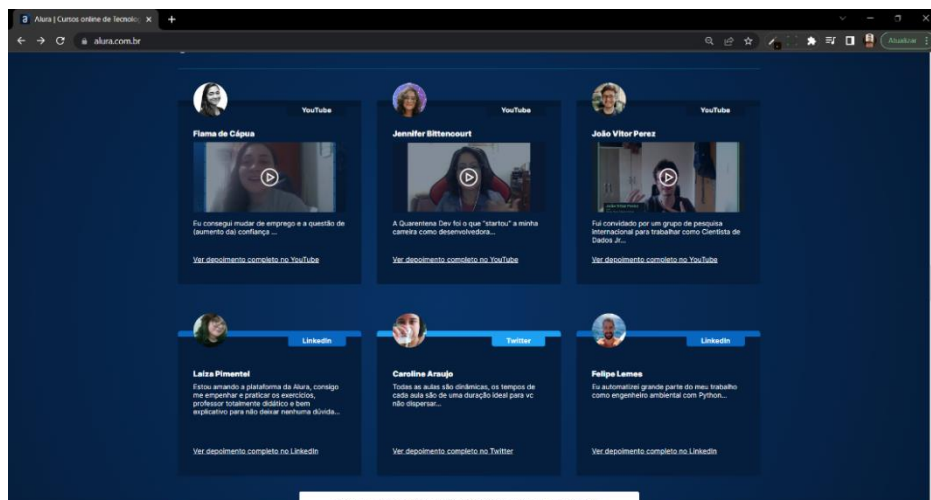 Alura | Cursos online de Tecnolog
alura.com.br
Atualizar
YouTube
Fiama de Cápua
Eu consegui mudar de emprego e a questão de
(aumento da) confiança ...
Ver depoimento completo no YouTube
YouTube
Jennifer Bittencourt
A Quarentena Dev foi o que "startou" a minha
carreira como desenvolvedora...
Ver depoimento completo no YouTube
YouTube
João Vitor Perez
João Vitor Perez
Fui convidado por um grupo de pesquisa
internacional para trabalhar como Cientista de
Dados Jr...
Ver depoimento completo no YouTube
LinkedIn
Laiza Pimentel
Estou amando a plataforma da Alura, consigo
me empenhar e praticar os exercícios,
professor totalmente didático e bem
explicativo para não deixar nenhuma dúvida...
Ver depoimento completo no LinkedIn
Twitter
Caroline Araujo
Todas as aulas são dinâmicas, os tempos de
cada aula são de uma duração ideal para vc
não dispersar...
Ver depoimento completo no Twitter
LinkedIn
Felipe Lemes
Eu automatizei grande parte do meu trabalho
como engenheiro ambiental com Python...
Ver depoimento completo no LinkedIn